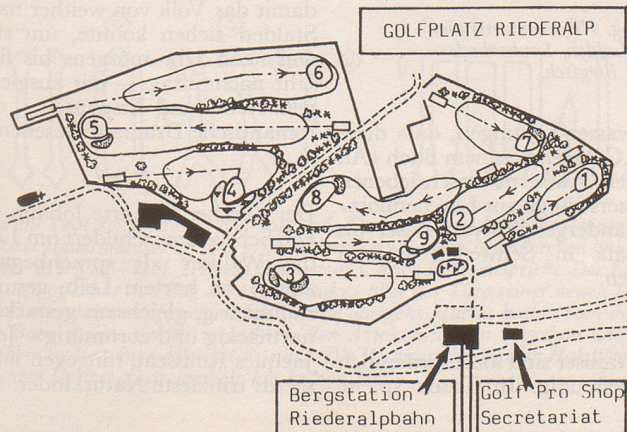 GOLFPLATZ RIEDERALP
6
5
7
1
8
4
2
9
3
Bergstation
Riederalpbahn
Golf Pro Shop
Secretariat